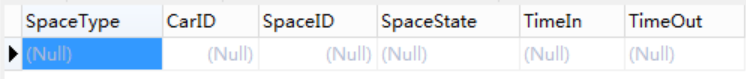 SpaceType CarID SpaceID SpaceState TimeIn TimeOut
(Null) (Null) (Null) (Null) (Null) (Null)